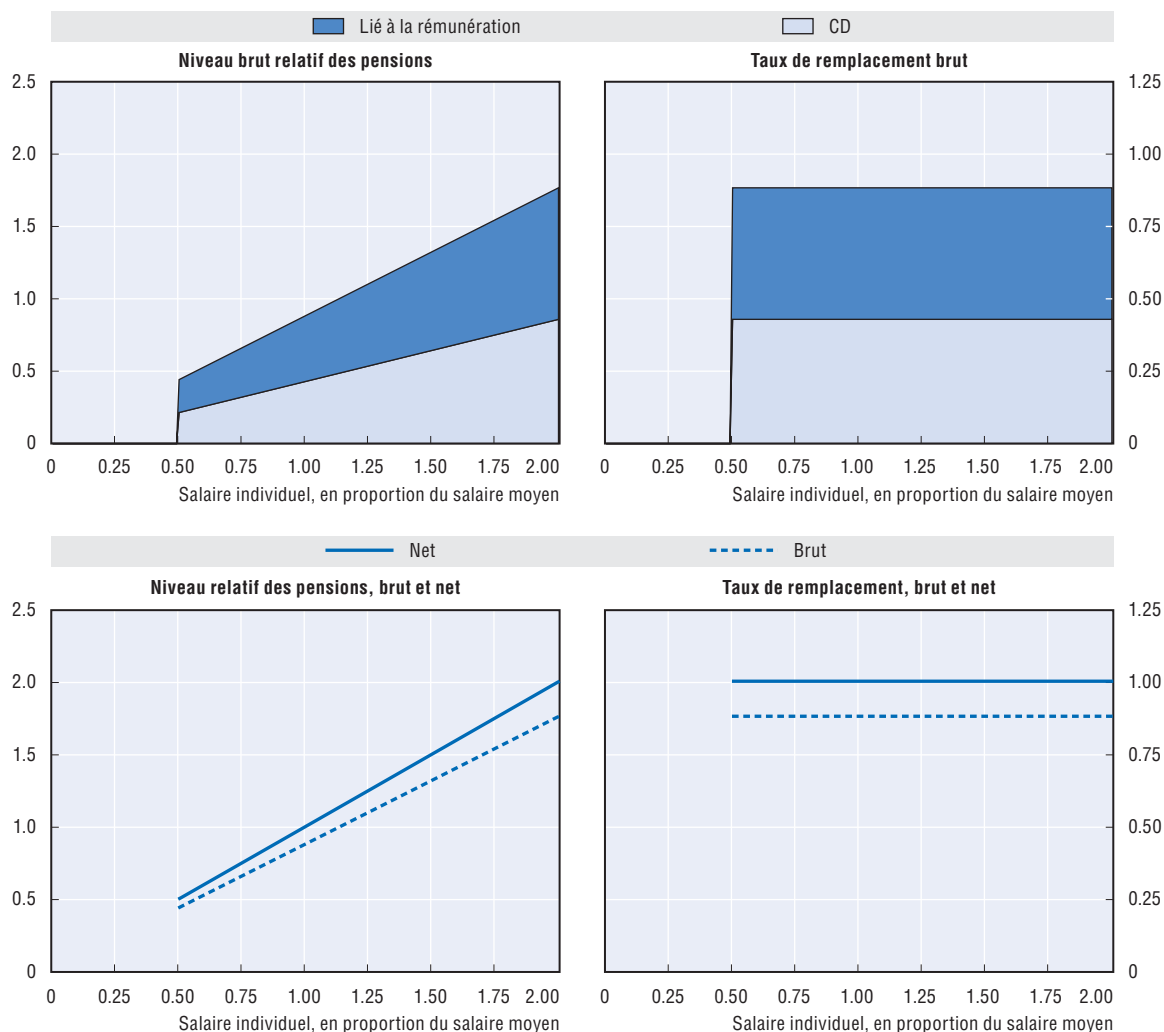 Lié à la rémunération CD
Niveau brut relatif des pensions Taux de remplacement brut
2.5 1.25
2.0 1.00
1.5 0.75
1.0 0.50
0.5 0.25
0 0
0 0.25 0.50 0.75 1.00 1.25 1.50 1.75 2.00 0 0.25 0.50 0.75 1.00 1.25 1.50 1.75 2.00
Salaire individuel, en proportion du salaire moyen Salaire individuel, en proportion du salaire moyen
Net Brut
Niveau relatif des pensions, brut et net Taux de remplacement, brut et net
2.5 1.25
2.0 1.00
1.5 0.75
1.0 0.50
0.5 0.25
0 0
0 0.25 0.50 0.75 1.00 1.25 1.50 1.75 2.00 0 0.25 0.50 0.75 1.00 1.25 1.50 1.75 2.00
Salaire individuel, en proportion du salaire moyen Salaire individuel, en proportion du salaire moyen